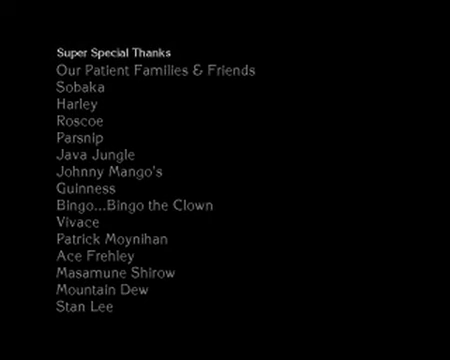 Super Special Thanks
Our Patient Families & Friends
Sobaka
Harley
Roscoe
Parsnip
Java Jungle
Johnny Mango's
Guinness
Bingo...Bingo the Clown
Vivace
Patrick Moynihan
Ace Frehley
Masamune Shirow
Mountain Dew
Stan Lee